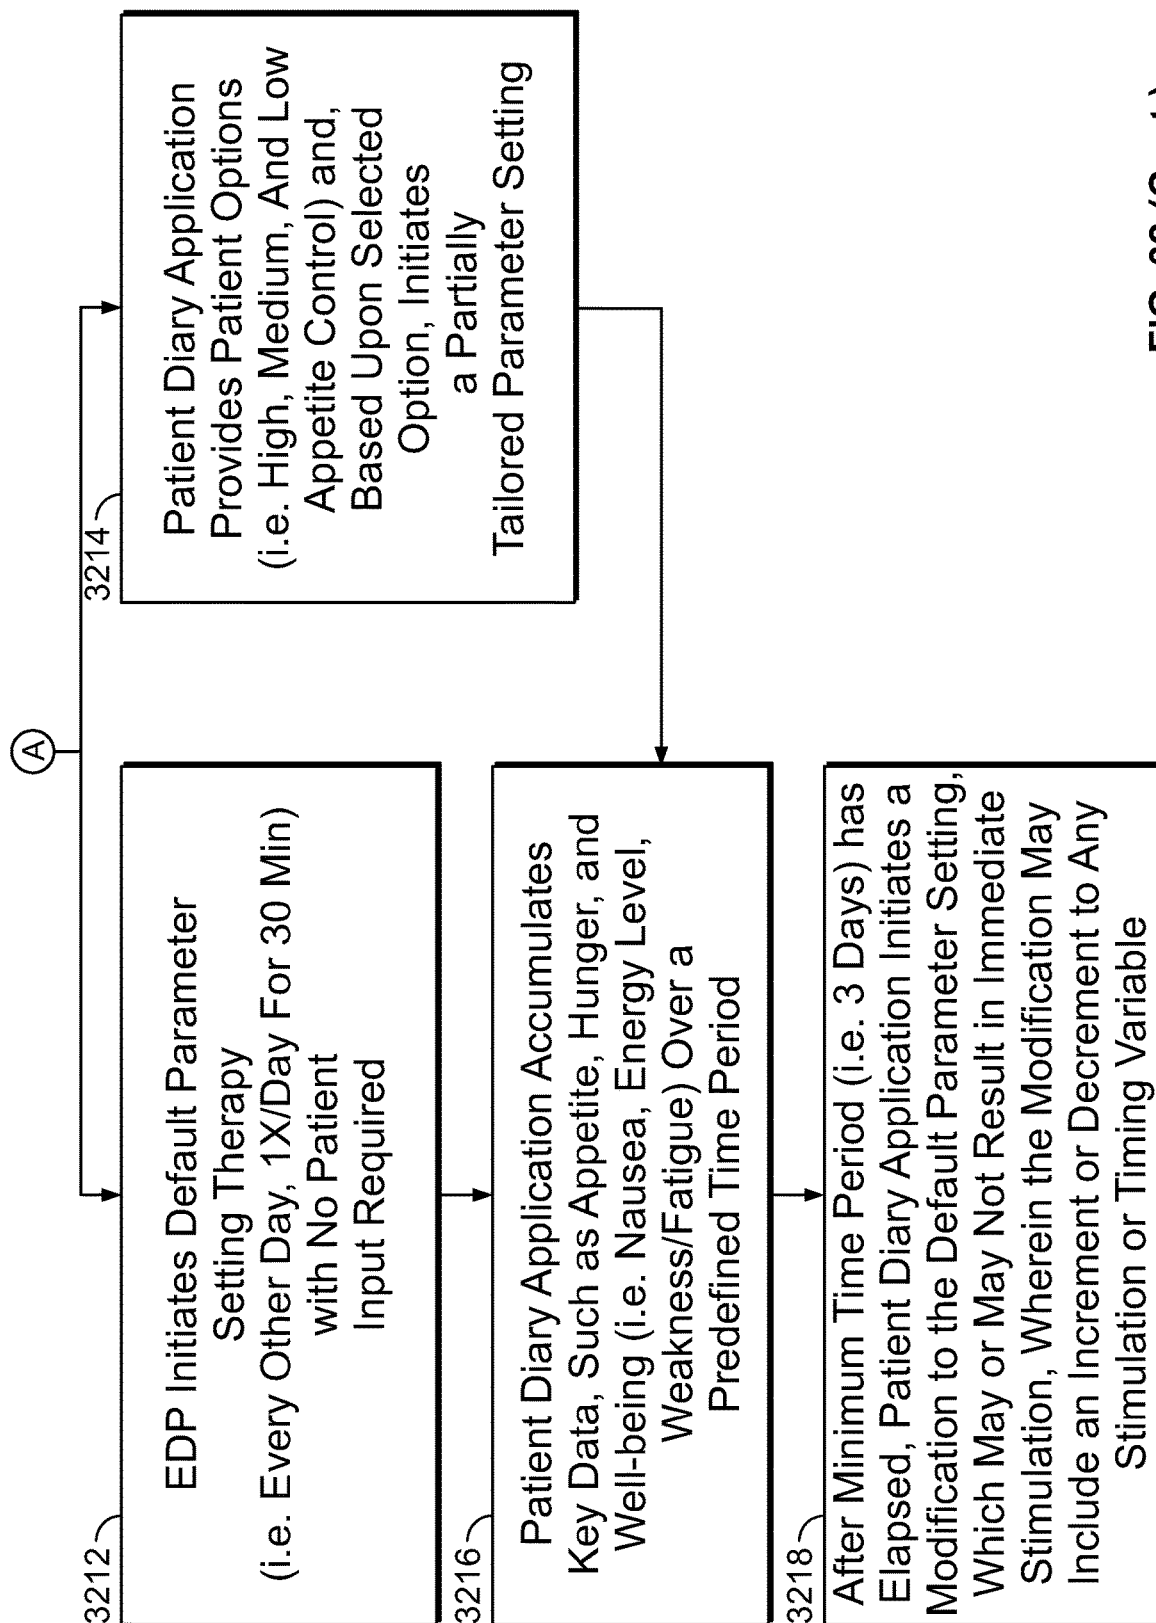 A
3212
EDP Initiates Default Parameter
Setting Therapy
(i.e. Every Other Day, 1X/Day For 30 Min)
with No Patient
Input Required
3214
Patient Diary Application
Provides Patient Options
(i.e. High, Medium, And Low
Appetite Control) and,
Based Upon Selected
Option, Initiates
a Partially
Tailored Parameter Setting
3216
Patient Diary Application Accumulates
Key Data, Such as Appetite, Hunger, and
Well-being (i.e. Nausea, Energy Level,
Weakness/Fatigue) Over a
Predefined Time Period
3218
After Minimum Time Period (i.e. 3 Days) has
Elapsed, Patient Diary Application Initiates a
Modification to the Default Parameter Setting,
Which May or May Not Result in Immediate
Stimulation, Wherein the Modification May
Include an Increment or Decrement to Any
Stimulation or Timing Variable
FIG.